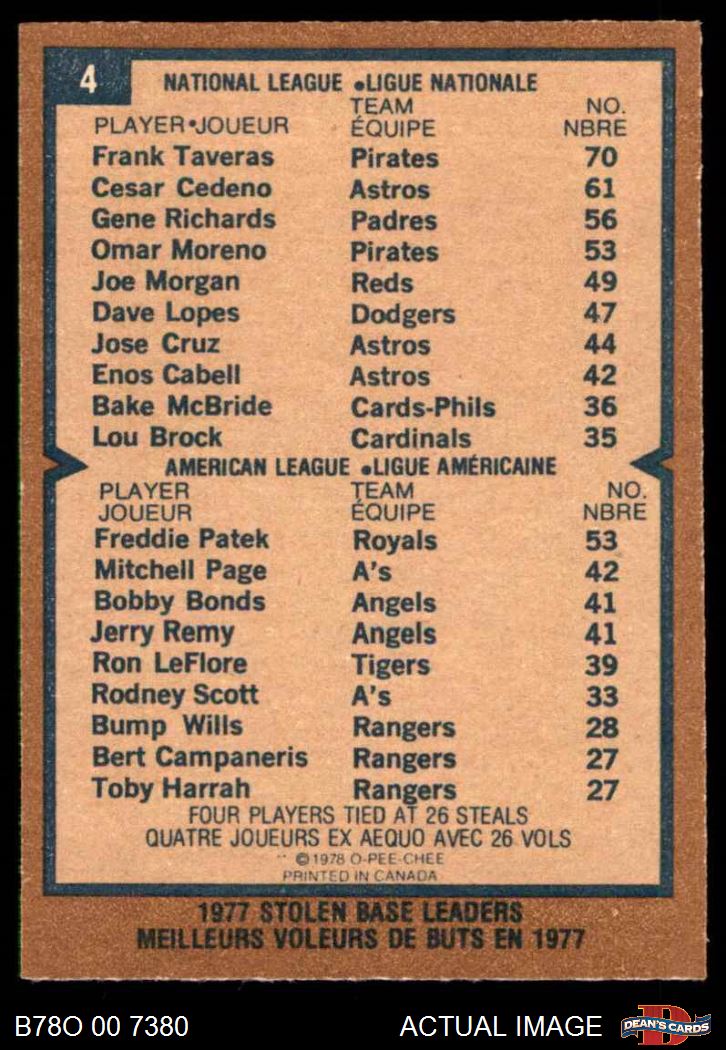 4
NATIONAL LEAGUE •LIGUE NATIONALE
PLAYER•JOUEUR TEAM ÉQUIPE NO. NBRE
Frank Taveras Pirates 70
Cesar Cedeno Astros 61
Gene Richards Padres 56
Omar Moreno Pirates 53
Joe Morgan Reds 49
Dave Lopes Dodgers 47
Jose Cruz Astros 44
Enos Cabell Astros 42
Bake McBride Cards-Phils 36
Lou Brock Cardinals 35
AMERICAN LEAGUE •LIGUE AMÉRICAINE
PLAYER TEAM NO.
JOUEUR ÉQUIPE NBRE
Freddie Patek Royals 53
Mitchell Page A's 42
Bobby Bonds Angels 41
Jerry Remy Angels 41
Ron LeFlore Tigers 39
Rodney Scott A's 33
Bump Wills Rangers 28
Bert Campaneris Rangers 27
Toby Harrah Rangers 27
FOUR PLAYERS TIED AT 26 STEALS
QUATRE JOUEURS EX AEQUO AVEC 26 VOLS
©1978 O-PEE-CHEE
PRINTED IN CANADA
1977 STOLEN BASE LEADERS
MEILLEURS VOLEURS DE BUTS EN 1977
B78O 00 7380 ACTUAL IMAGE D DEAN'S CARDS